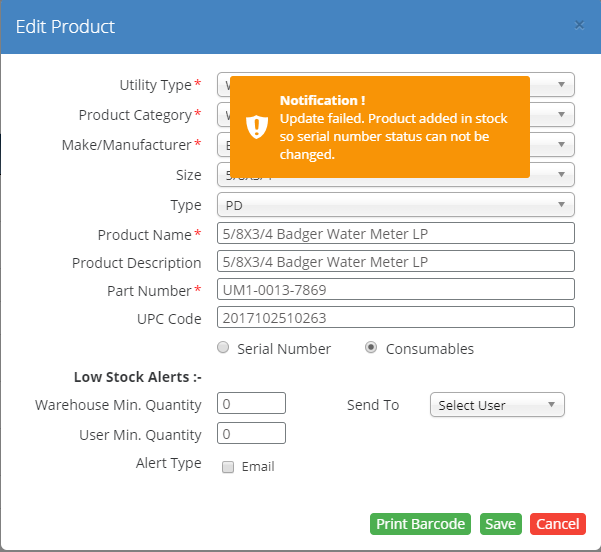 Edit Product
×
Utility Type*
Notification !
Update failed. Product added in stock
so serial number status can not be
changed.
Product Category*
Make/Manufacturer*
Size
Type PD
Product Name* 5/8X3/4 Badger Water Meter LP
Product Description 5/8X3/4 Badger Water Meter LP
Part Number* UM1-0013-7869
UPC Code 2017102510263
Serial Number Consumables
Low Stock Alerts :-
Warehouse Min. Quantity 0 Send To Select User
User Min. Quantity 0
Alert Type Email
Print Barcode Save Cancel